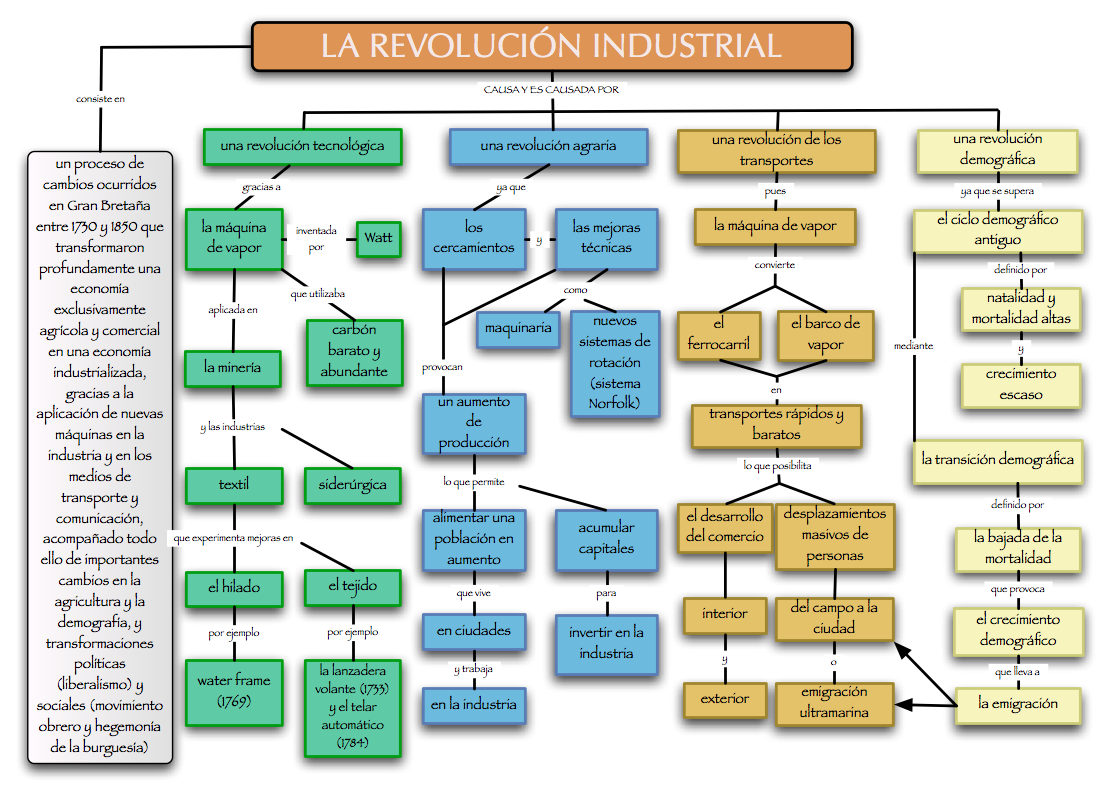 LA REVOLUCIÓN INDUSTRIAL
consiste en
CAUSA Y ES CAUSADA POR
un proceso de
cambios ocurridos
en Gran Bretaña
entre 1730 y 1850 que
transformaron
profundamente una
economía
exclusivamente
agrícola y comercial
en una economía
industrializada,
gracias a la
aplicación de nuevas
máquinas en la
industria y en los
medios de
transporte y
comunicación,
acompañado todo
ello de importantes
cambios en la
agricultura y la
demografía, y
transformaciones
políticas
(liberalismo) y
sociales (movimiento
obrero y hegemonía
de la burguesía)
una revolución tecnológica
gracias a
la máquina
de vapor
inventada
por
Watt
aplicada en
que utilizaba
carbón
barato y
abundante
la minería
y las industrias
textil
siderúrgica
que experimenta mejoras en
el hilado
el tejido
por ejemplo
por ejemplo
water frame
(1769)
la lanzadera
volante (1733)
y el telar
automático
(1784)
una revolución agraria
ya que
los
cercamientos
y
las mejoras
técnicas
como
maquinaria
nuevos
sistemas de
rotación
(sistema
Norfolk)
provocan
un aumento
de
producción
lo que permite
alimentar una
población en
aumento
acumular
capitales
que vive
para
en ciudades
invertir en la
industria
y trabaja
en la industria
una revolución de los
transportes
pues
la máquina de vapor
convierte
el
ferrocarril
el barco de
vapor
en
transportes rápidos y
baratos
lo que posibilita
el desarrollo
del comercio
desplazamientos
masivos de
personas
interior
y
exterior
del campo a la
ciudad
o
emigración
ultramarina
una revolución
demográfica
ya que se supera
el ciclo demográfico
antiguo
definido por
natalidad y
mortalidad altas
y
crecimiento
escaso
mediante
la transición demográfica
definido por
la bajada de la
mortalidad
que provoca
el crecimiento
demográfico
que lleva a
la emigración